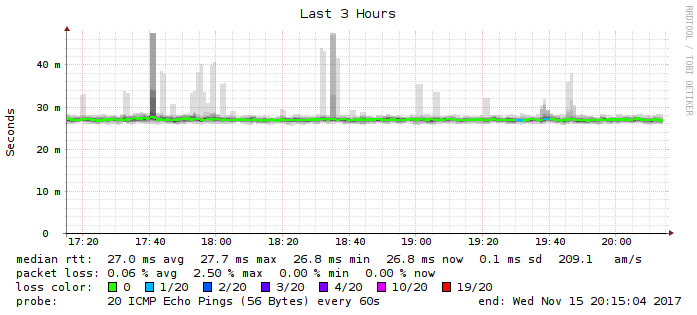 Last 3 Hours
RRDTOOL / TOBI OETIKER
Seconds
40 m
30 m
20 m
10 m
0
17:20 17:40 18:00 18:20 18:40 19:00 19:20 19:40 20:00
median rtt: 27.0 ms avg 27.7 ms max 26.8 ms min 26.8 ms now 0.1 ms sd 209.1 am/s
packet loss: 0.06 % avg 2.50 % max 0.00 % min 0.00 % now
loss color: 0 1/20 2/20 3/20 4/20 10/20 19/20
probe: 20 ICMP Echo Pings (56 Bytes) every 60s end: Wed Nov 15 20:15:04 2017